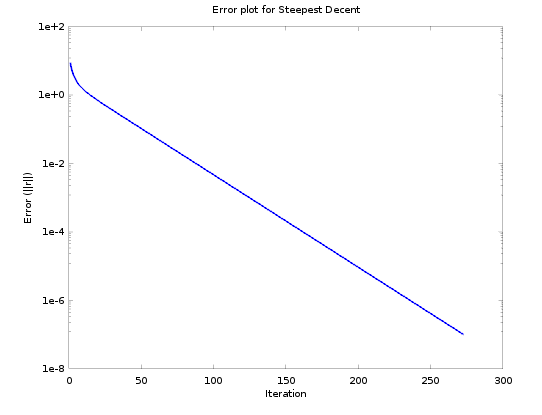 Error plot for Steepest Decent
1e+2
1e+0
1e-2
1e-4
1e-6
1e-8
Error (||r||)
0 50 100 150 200 250 300
Iteration